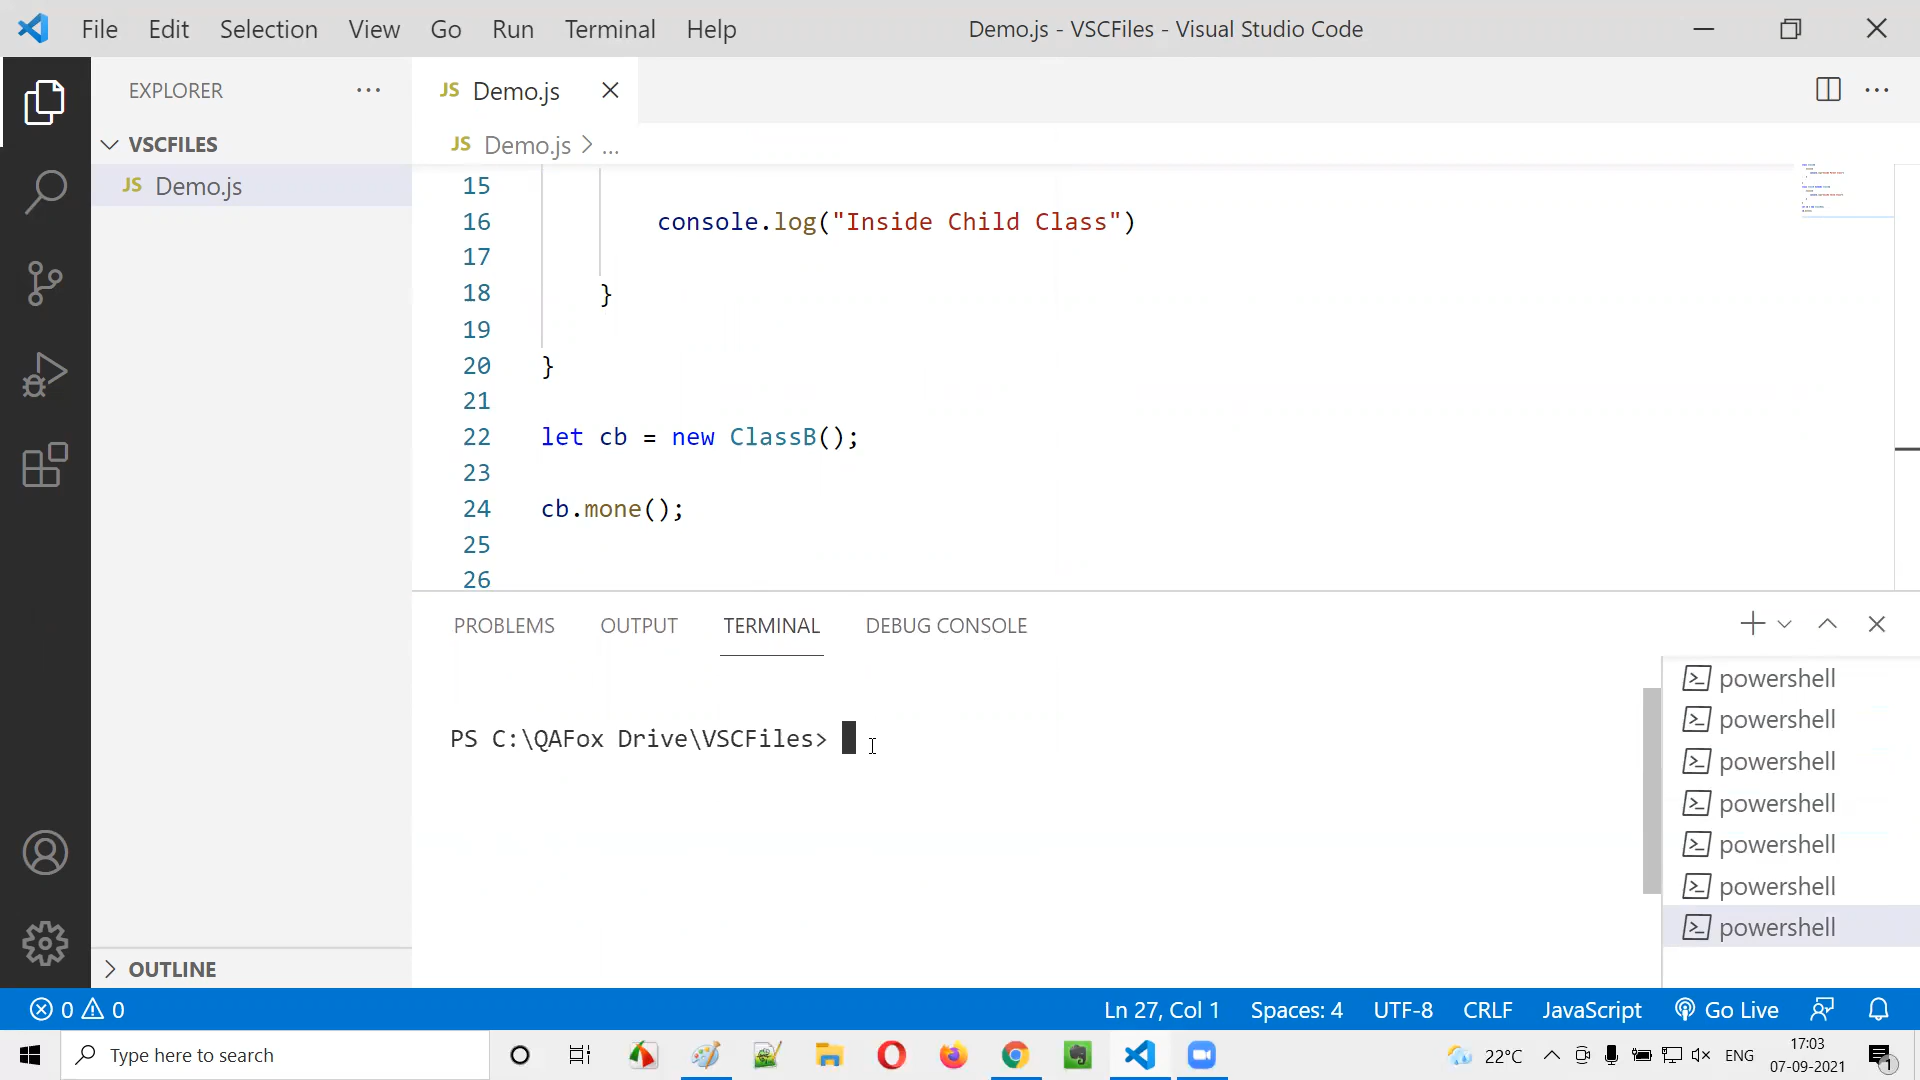 File Edit Selection View Go Run Terminal Help
Demo.js - VSCFiles - Visual Studio Code
EXPLORER
VSCFILES
JS Demo.js
JS Demo.js
JS Demo.js > ...
15
16 console.log("Inside Child Class")
17
18 }
19
20 }
21
22 let cb = new ClassB();
23
24 cb.mone();
25
26
PROBLEMS OUTPUT TERMINAL DEBUG CONSOLE
PS C:\QAFox Drive\VSCFiles>
powershell
powershell
powershell
powershell
powershell
powershell
powershell
OUTLINE
0 0
Ln 27, Col 1 Spaces: 4 UTF-8 CRLF JavaScript Go Live
Type here to search
22°C ENG
17:03
07-09-2021
1